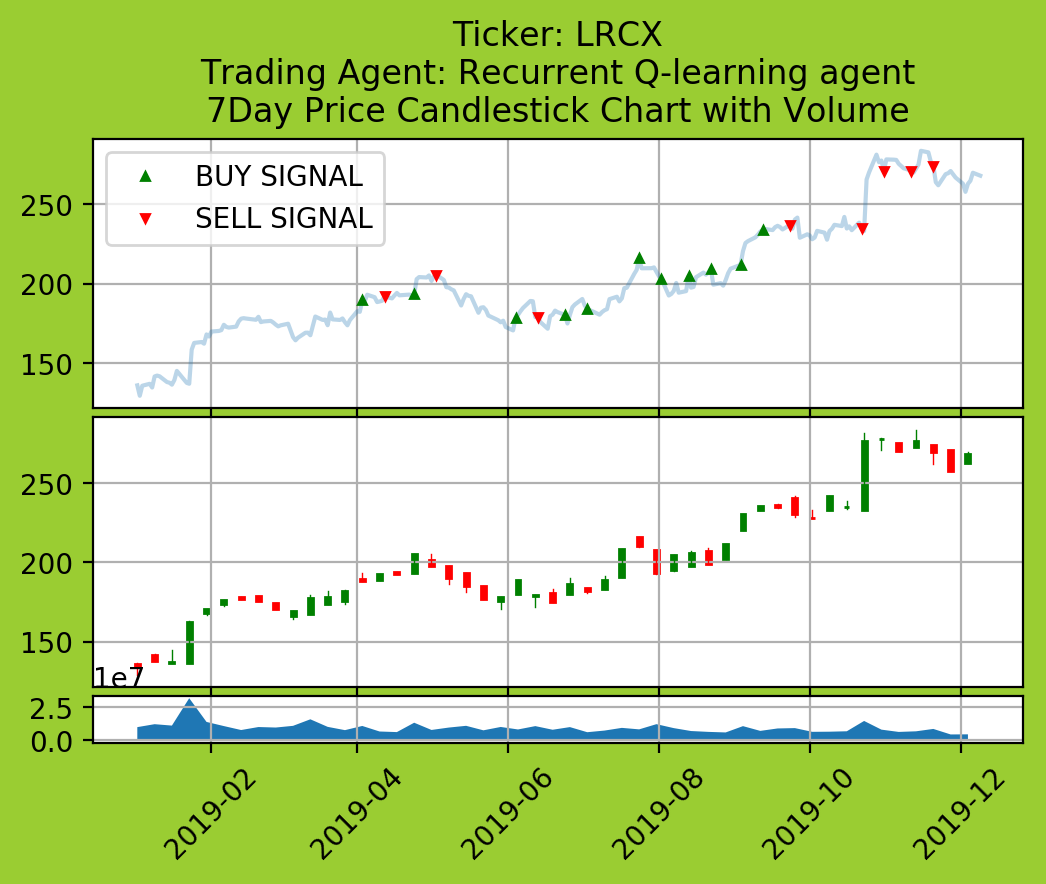 Ticker: LRCX
Trading Agent: Recurrent Q-learning agent
7Day Price Candlestick Chart with Volume
BUY SIGNAL
SELL SIGNAL
250
200
150
250
200
150
1e7
2.5
0.0
2019-02
2019-04
2019-06
2019-08
2019-10
2019-12